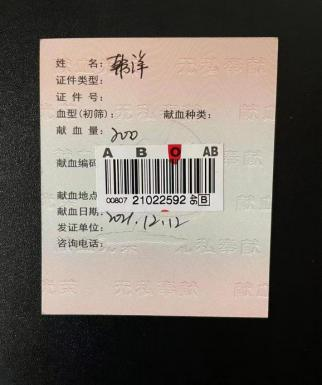 姓 名：韩洋
证件类型：
证 件 号：
血型(初筛)： 献血种类：
献 血 量：200
A B O AB
献血编码
00807 21022592 B
献血地点
献血日期：2021.12.12
发证单位：
咨询电话：
无私奉献